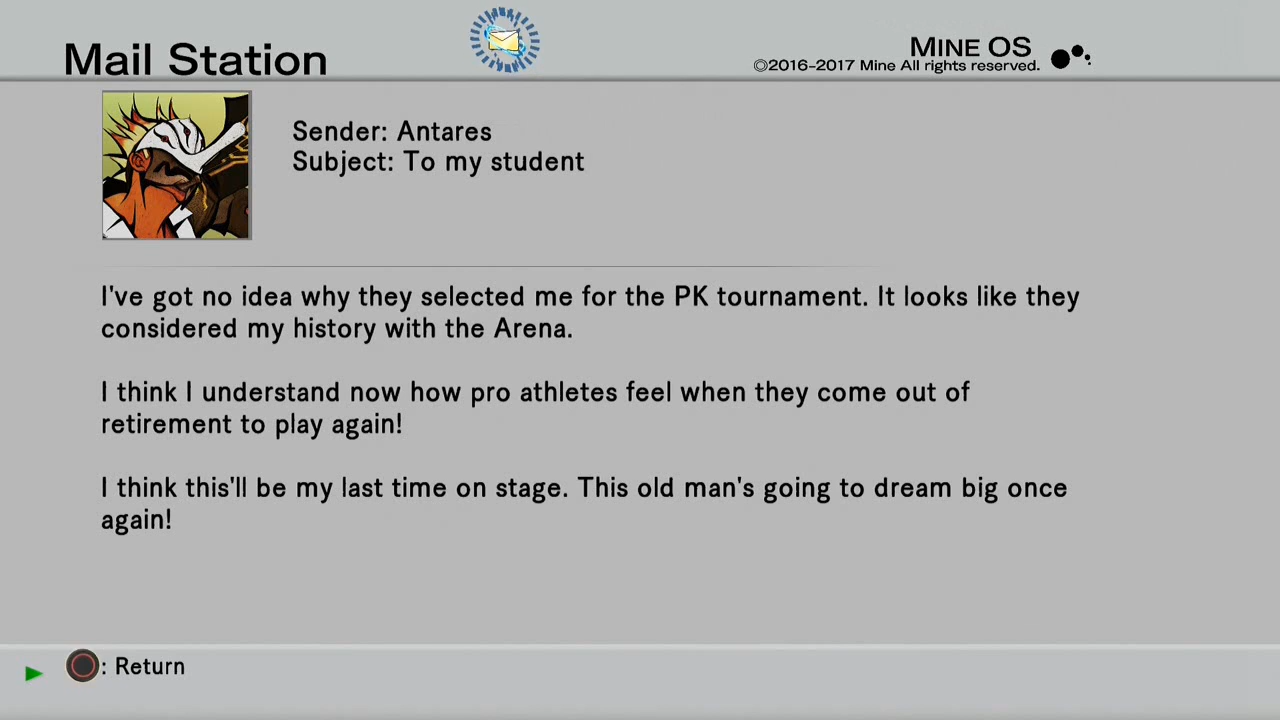 Mail Station
MINE OS
©2016-2017 Mine All rights reserved.
Sender: Antares
Subject: To my student
I've got no idea why they selected me for the PK tournament. It looks like they
considered my history with the Arena.
I think I understand now how pro athletes feel when they come out of
retirement to play again!
I think this'll be my last time on stage. This old man's going to dream big once
again!
: Return